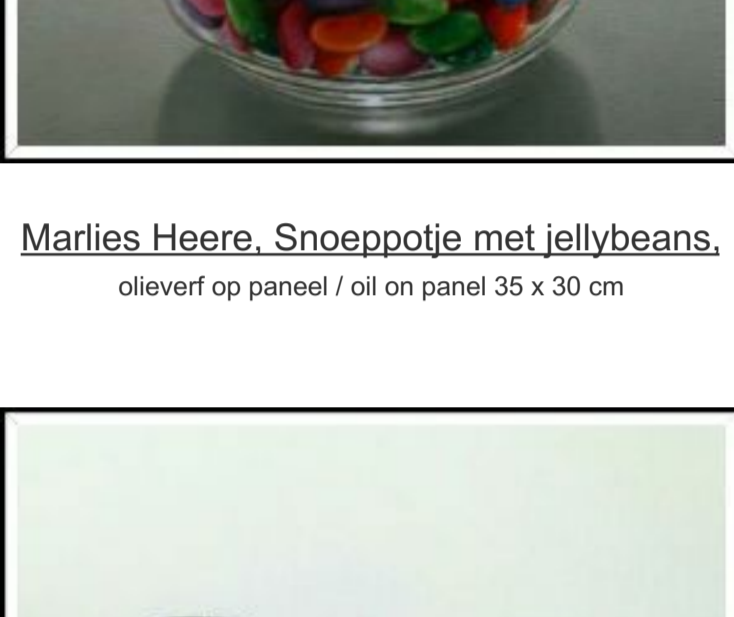 Marlies Heere, Snoeppotje met jellybeans,
olieverf op paneel / oil on panel 35 x 30 cm